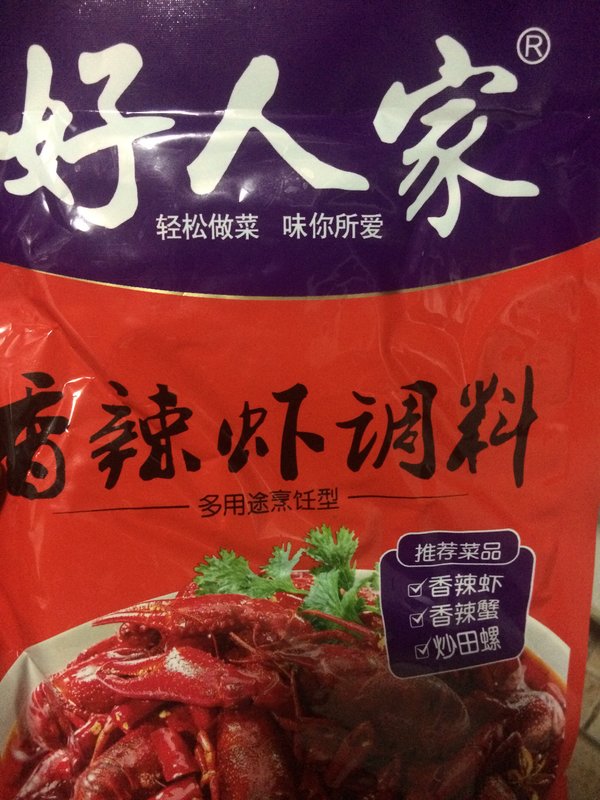 好人家®
轻松做菜 味你所爱
香辣虾调料
多用途烹饪型
推荐菜品
香辣虾
香辣蟹
炒田螺